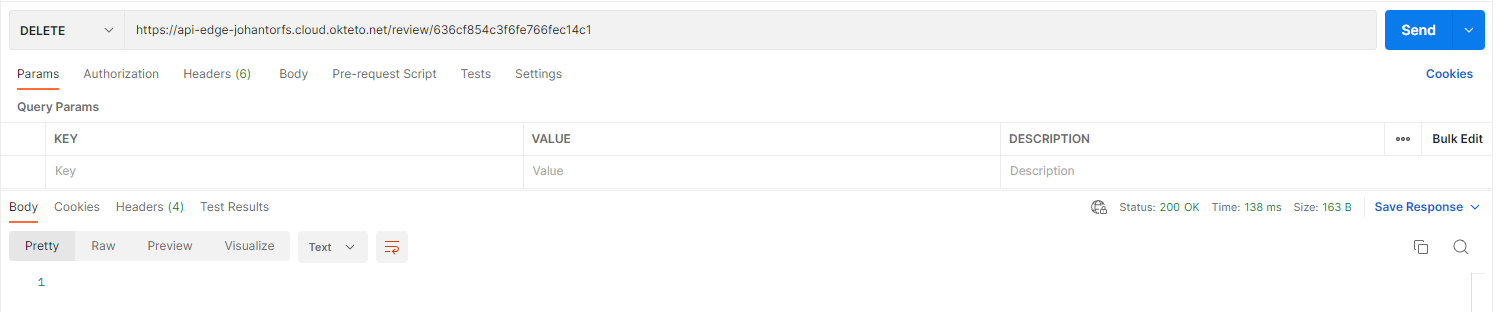 DELETE https://api-edge-johantorfs.cloud.okteto.net/review/636cf854c3f6fe766fec14c1 Send
Params Authorization Headers (6) Body Pre-request Script Tests Settings Cookies
Query Params
KEY VALUE DESCRIPTION ••• Bulk Edit
Key Value Description
Body Cookies Headers (4) Test Results Status: 200 OK Time: 138 ms Size: 163 B Save Response
Pretty Raw Preview Visualize Text
1